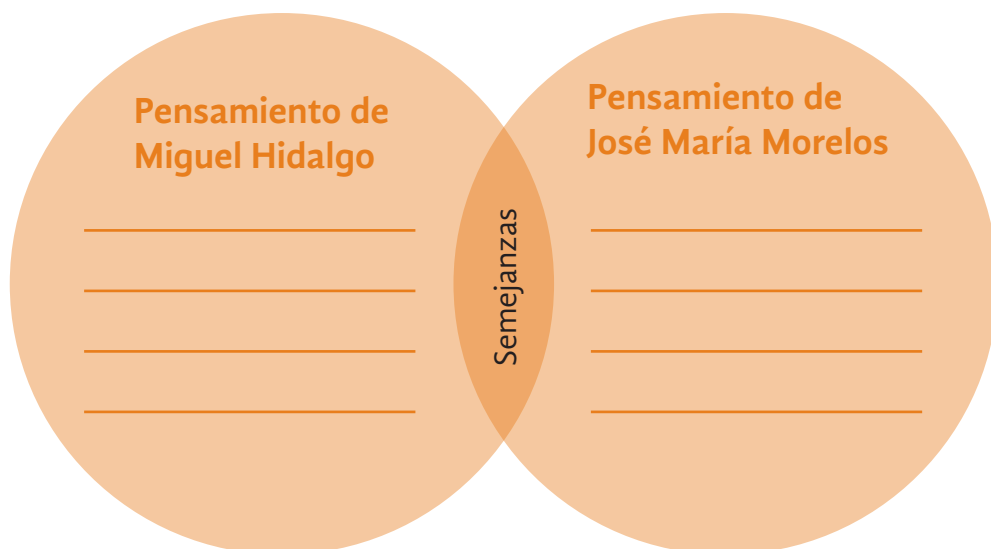 Pensamiento de
Miguel Hidalgo
Semejanzas
Pensamiento de
José María Morelos